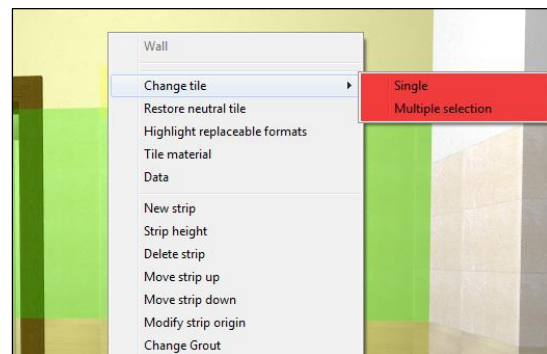 Wall
Change tile
Single
Restore neutral tile
Multiple selection
Highlight replaceable formats
Tile material
Data
New strip
Strip height
Delete strip
Move strip up
Move strip down
Modify strip origin
Change Grout